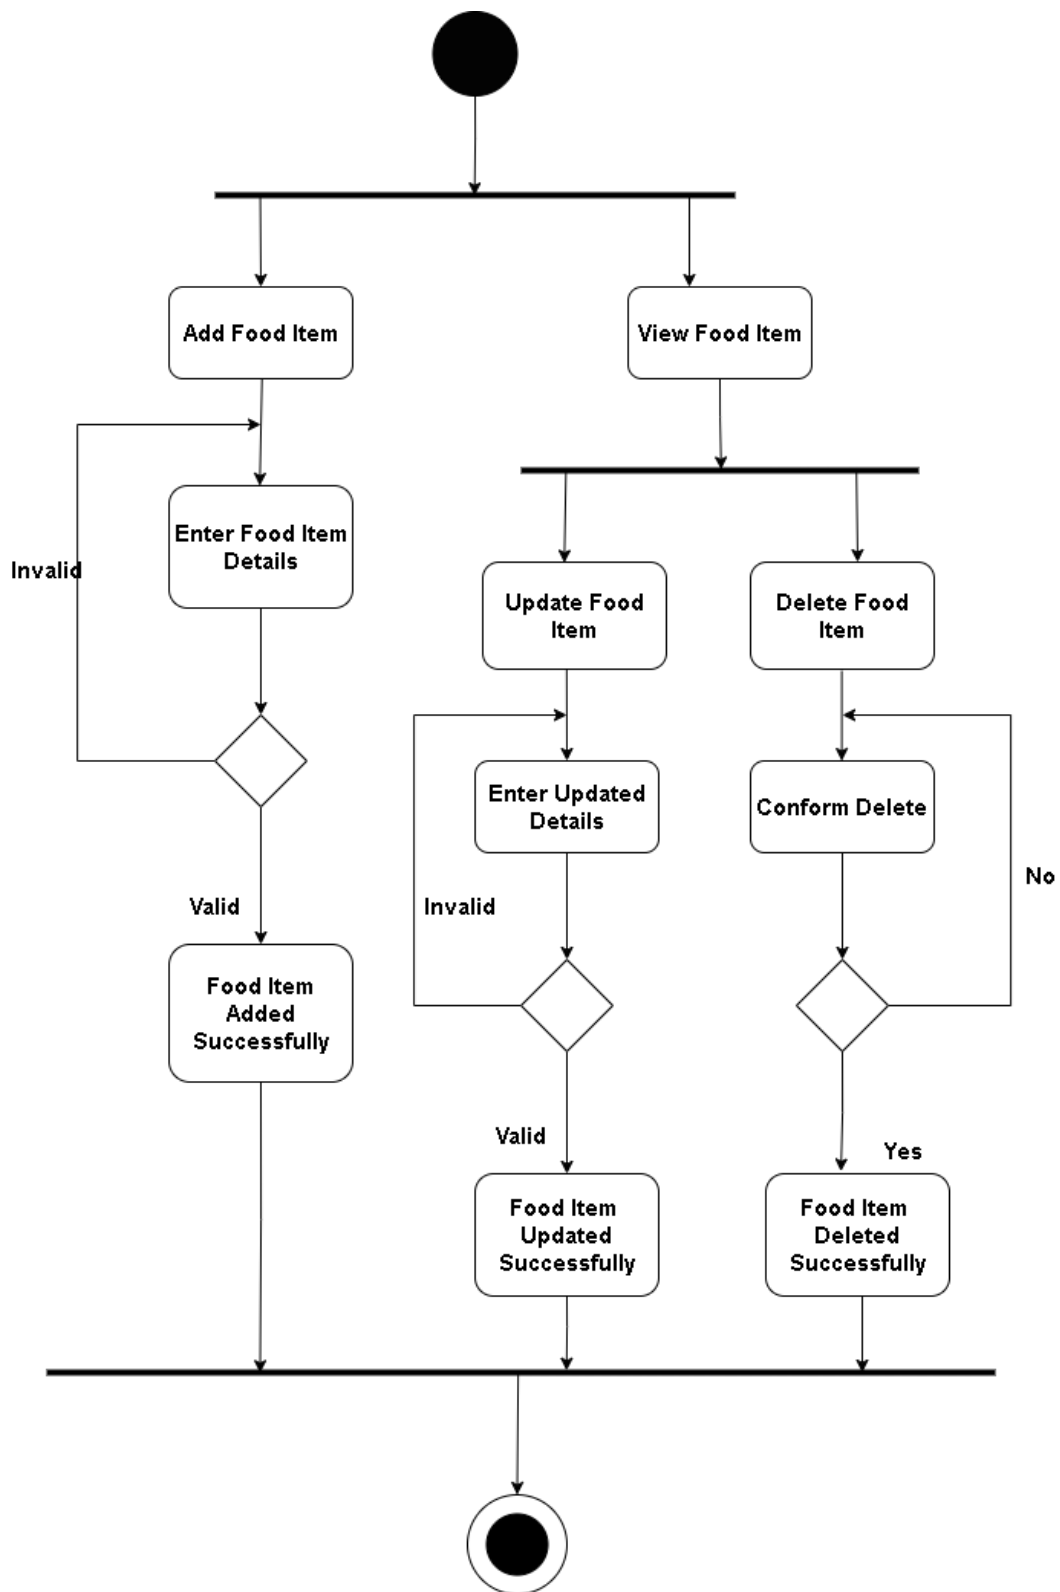 Add Food Item
View Food Item
Enter Food Item
Details
Invalid
Update Food
Item
Delete Food
Item
Enter Updated
Details
Conform Delete
No
Valid
Invalid
Food Item
Added
Successfully
Valid
Yes
Food Item
Updated
Successfully
Food Item
Deleted
Successfully